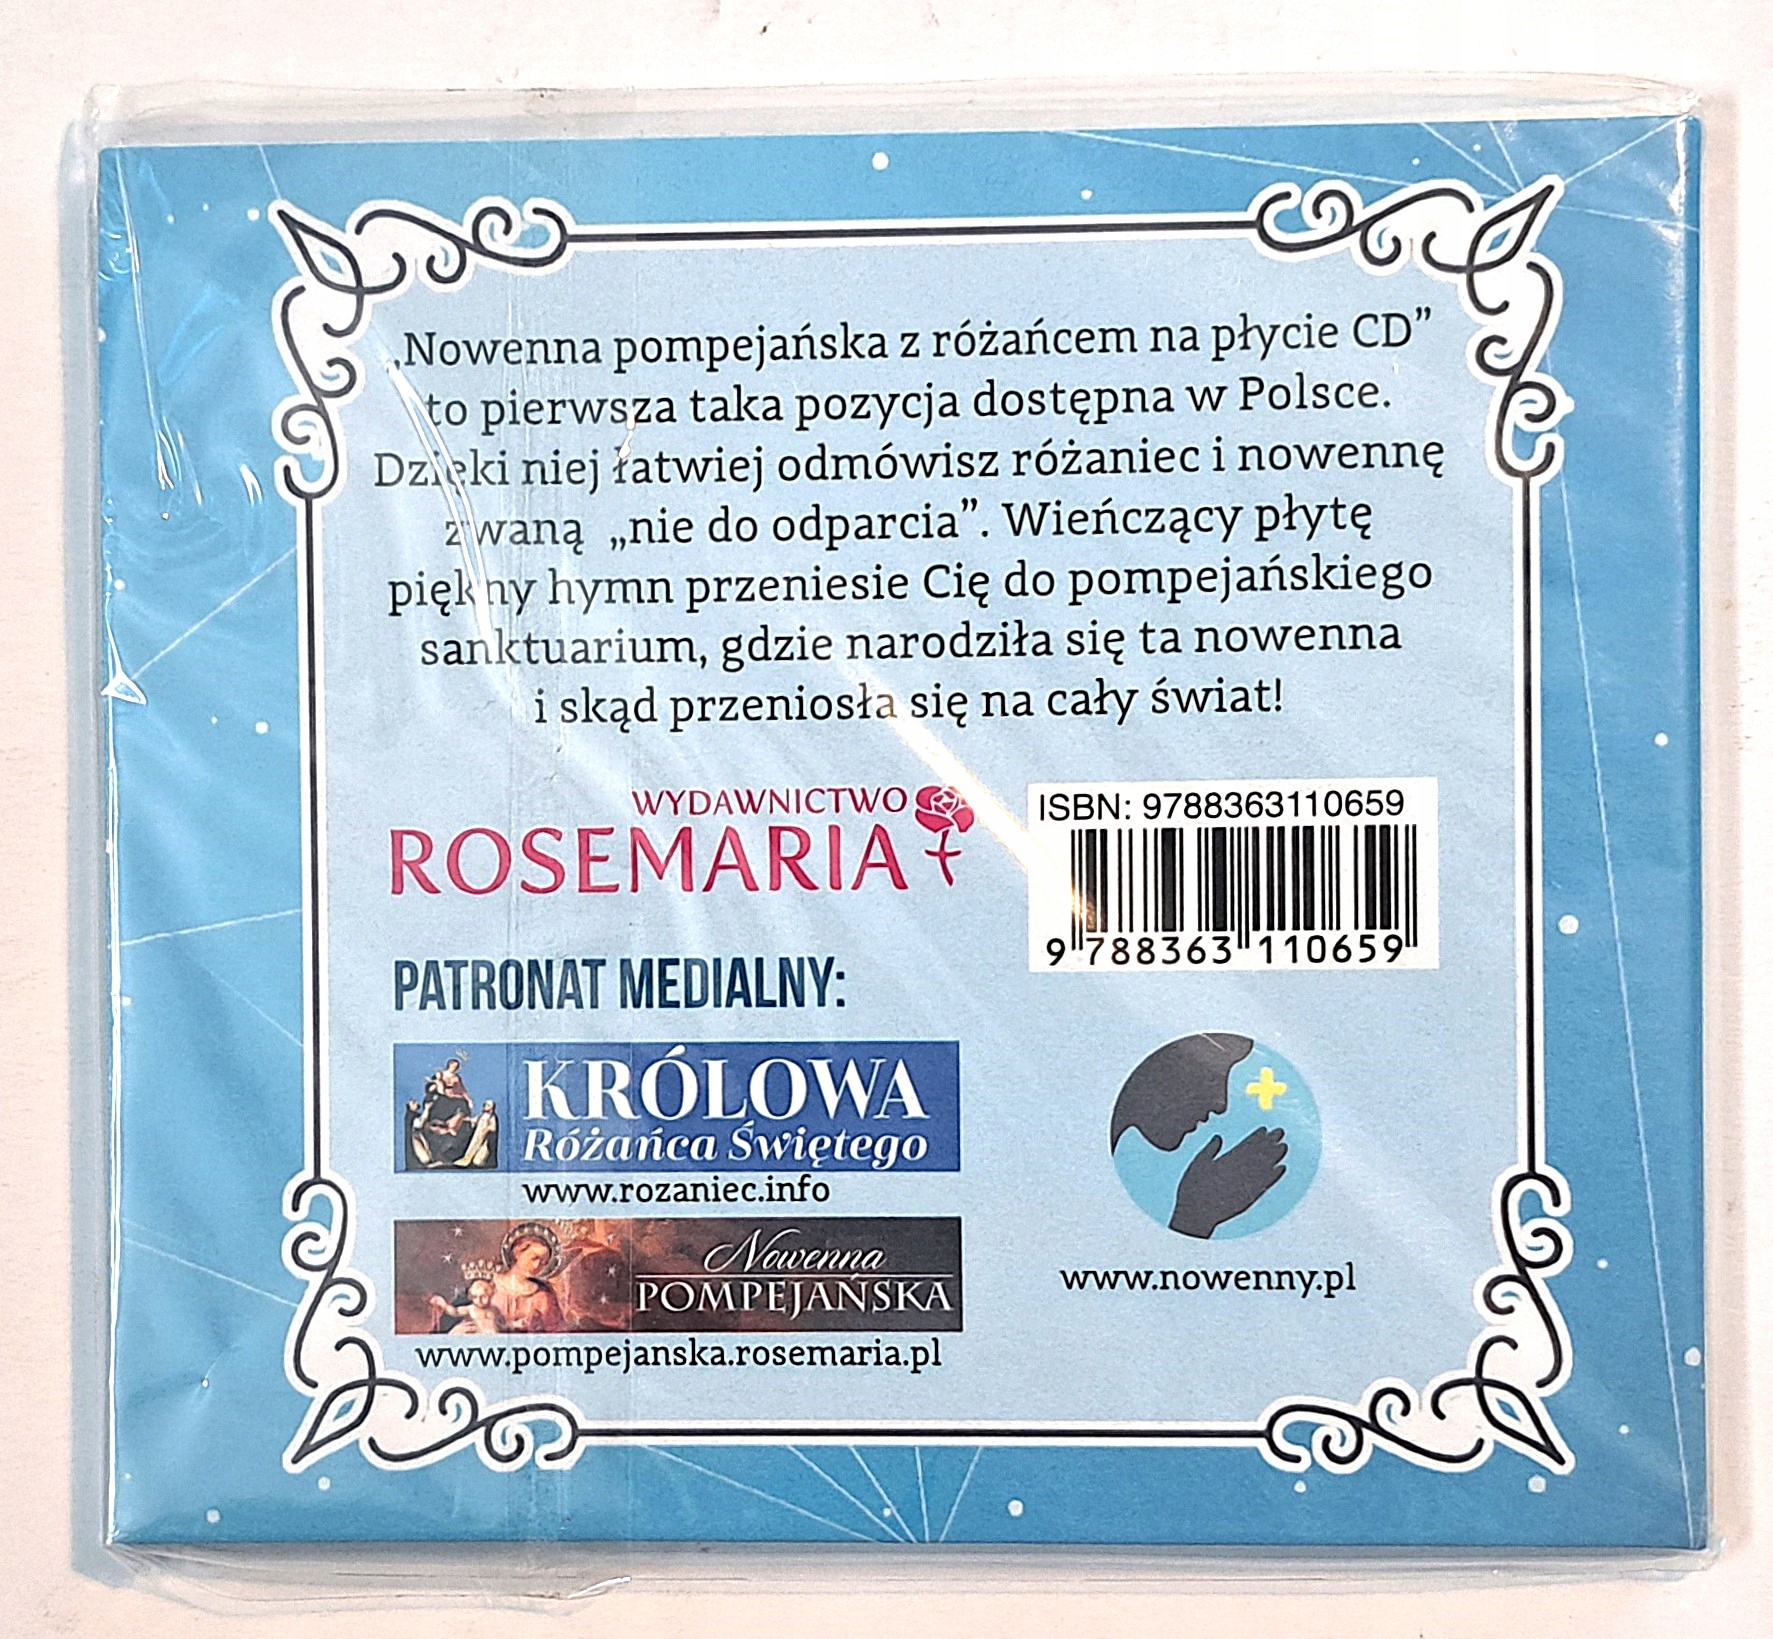 „Nowenna pompejańska z różańcem na płycie CD”
to pierwsza taka pozycja dostępna w Polsce.
Dzięki niej łatwiej odmówisz różaniec i nowennę
zwaną „nie do odparcia”. Wieńczący płytę
piękny hymn przeniesie Cię do pompejańskiego
sanktuarium, gdzie narodziła się ta nowenna
i skąd przeniosła się na cały świat!
WYDAWNICTWO
ROSEMARIA
ISBN: 9788363110659
9 788363 110659
PATRONAT MEDIALNY:
KRÓLOWA
Różańca Świętego
www.rozaniec.info
Nowenna
POMPEJAŃSKA
www.pompejanska.rosemaria.pl
www.nowenny.pl